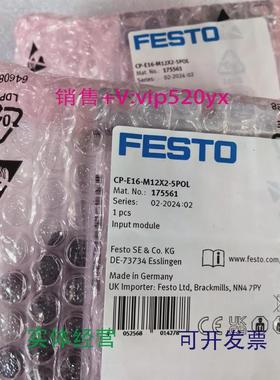 FESTO
CP-E16-M12X2-5POL
Mat. No.: 175561
Series: 02-2024:02
销售+V:vip520yx
FESTO
CP-E16-M12X2-5POL
Mat. No.: 175561
Series: 02-2024:02
1 pcs
Input module
Festo SE & Co. KG
DE-73734 Esslingen
Made in Germany
UK Importer: Festo Ltd, Brackmills, NN4 7PY
052568 014278
实体经营
可开发票